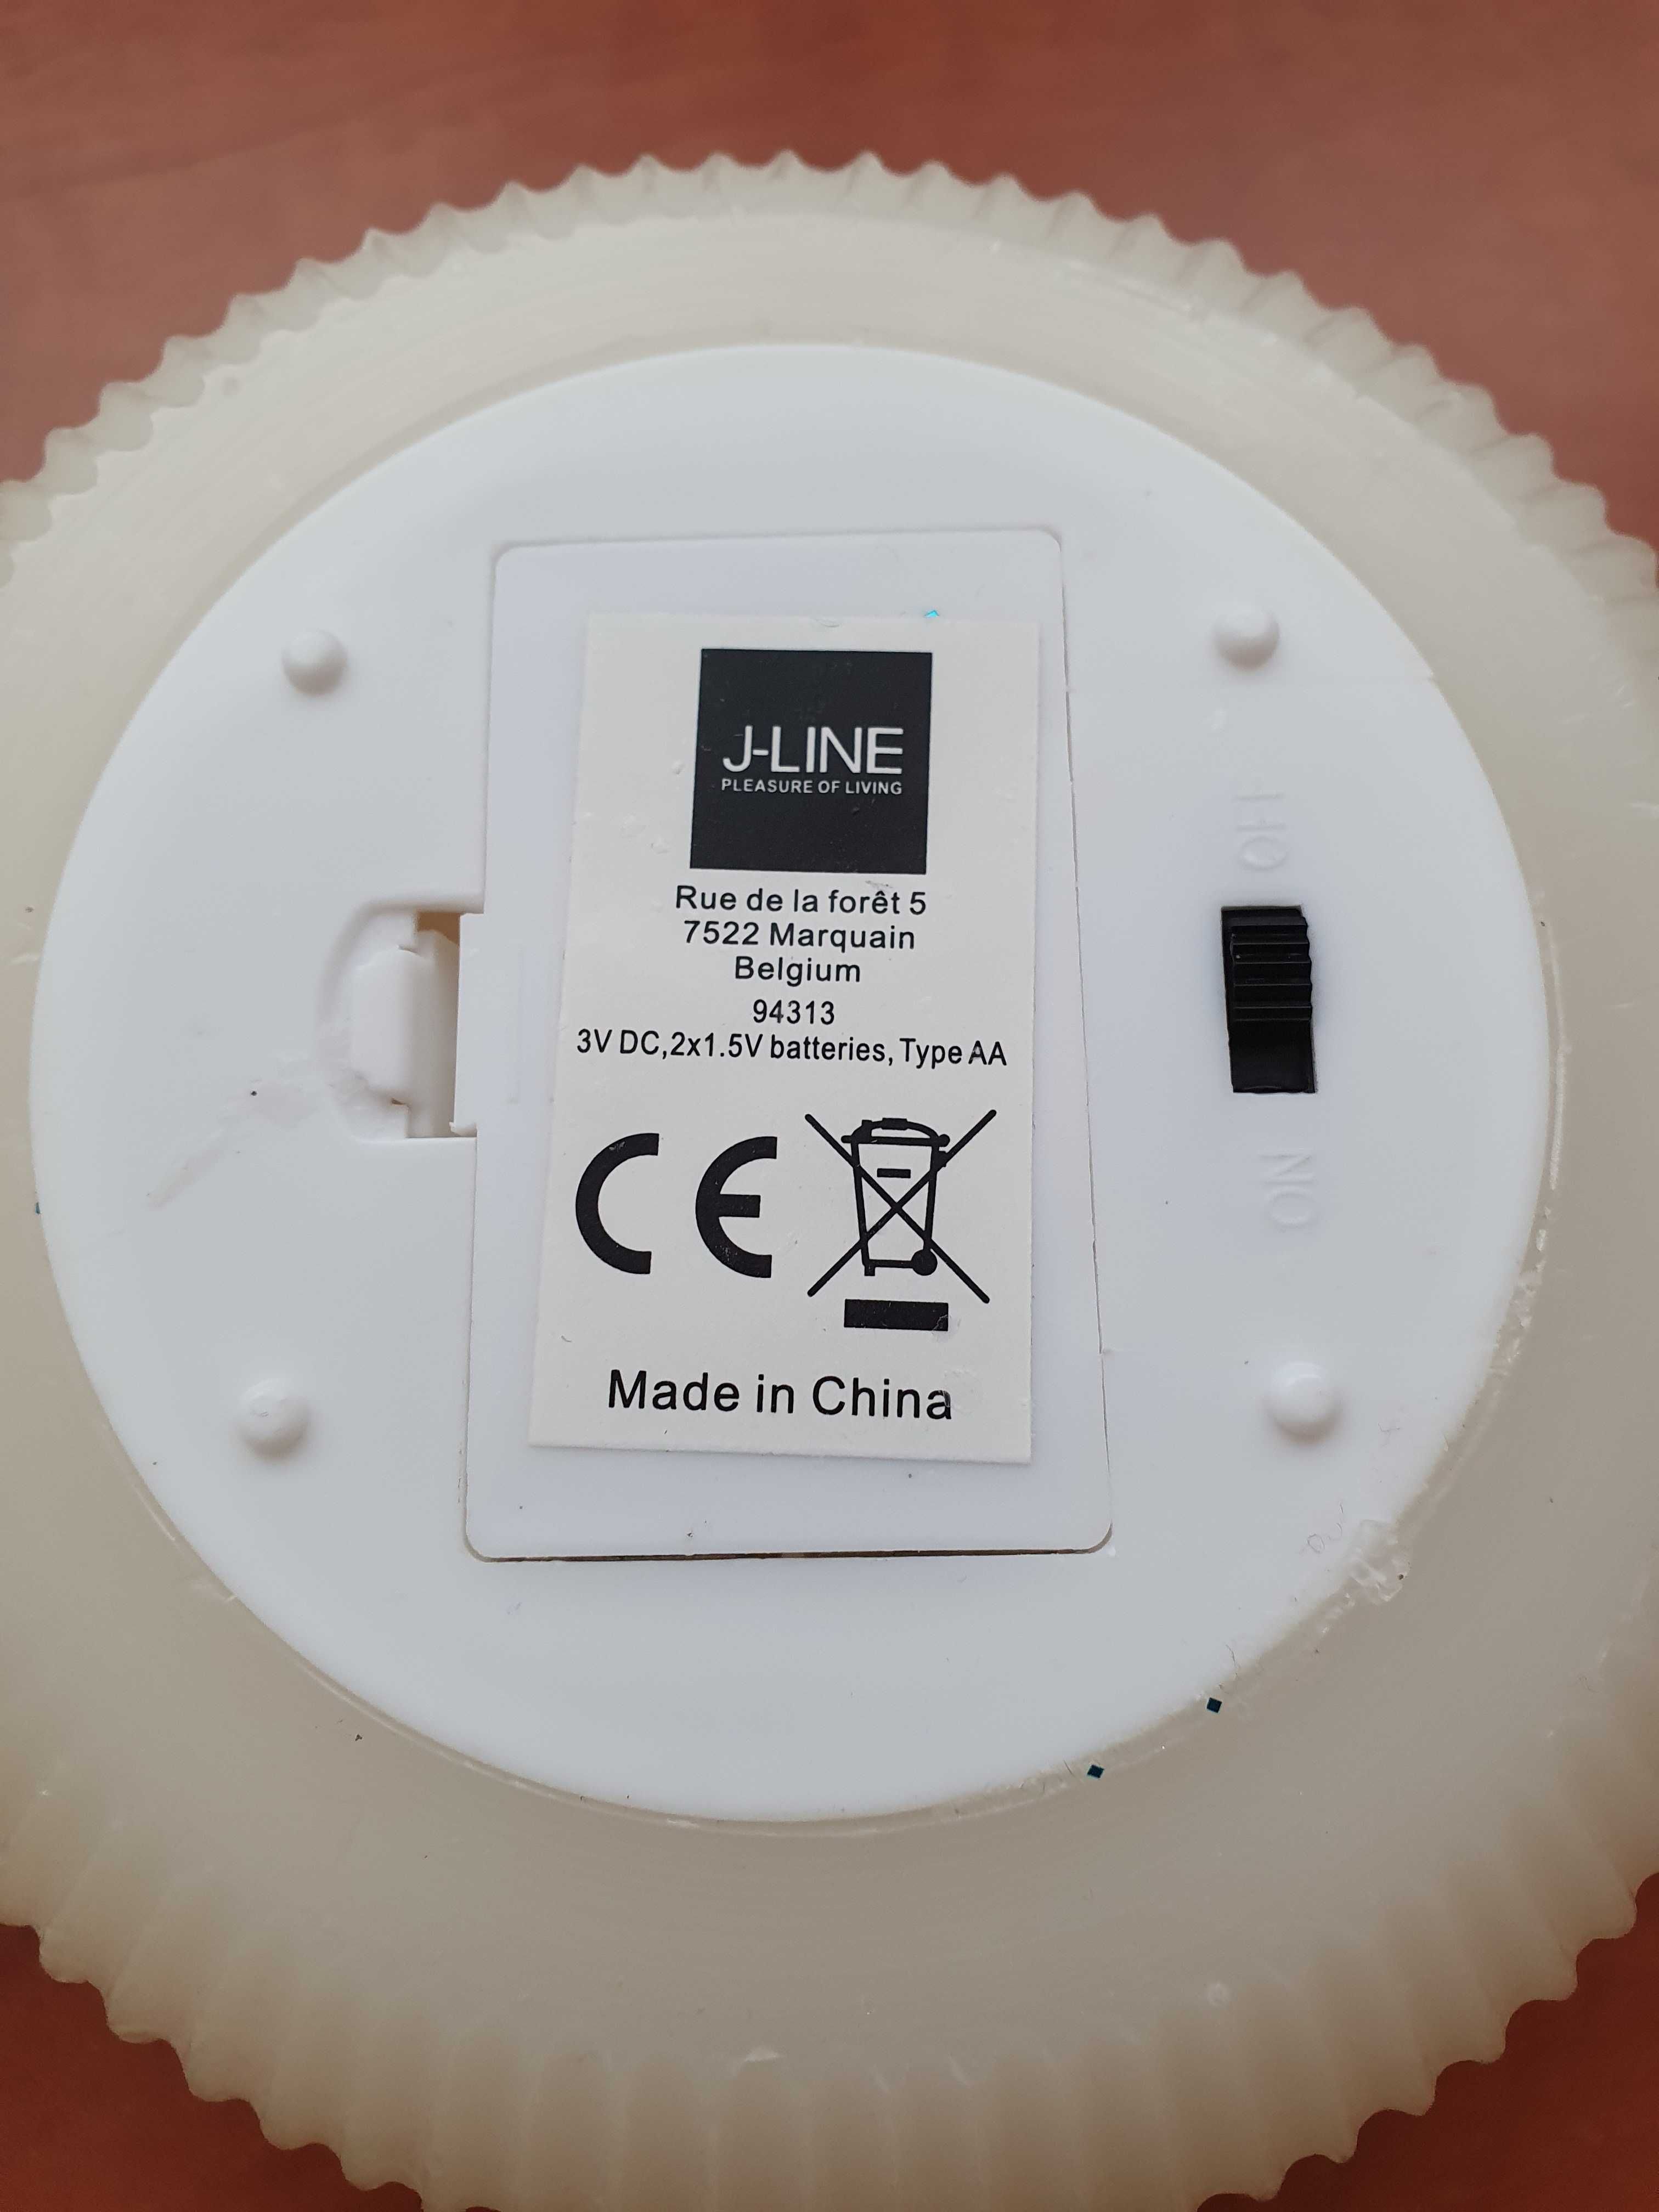 J-LINE
PLEASURE OF LIVING
Rue de la forêt 5
7522 Marquain
Belgium
94313
3V DC,2x1.5V batteries, Type AA
CE
Made in China
OFF
ON